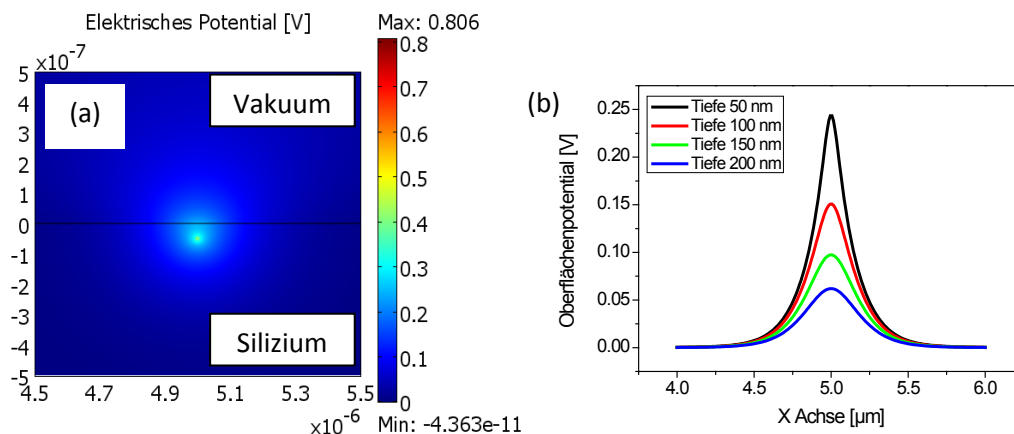 Elektrisches Potential [V]
Max: 0.806
x10⁻⁷
5
4
3
2
1
0
-1
-2
-3
-4
-5
(a)
Vakuum
Silizium
4.5
4.9
5.1
5.5
x10⁻⁶
0.8
0.7
0.6
0.5
0.4
0.3
0.2
0.1
0
Min: -4.363e-11
(b)
Tiefe 50 nm
Tiefe 100 nm
Tiefe 150 nm
Tiefe 200 nm
Oberflächenpotential [V]
0.25
0.20
0.15
0.10
0.05
0.00
4.0
4.5
5.0
5.5
6.0
X Achse [µm]